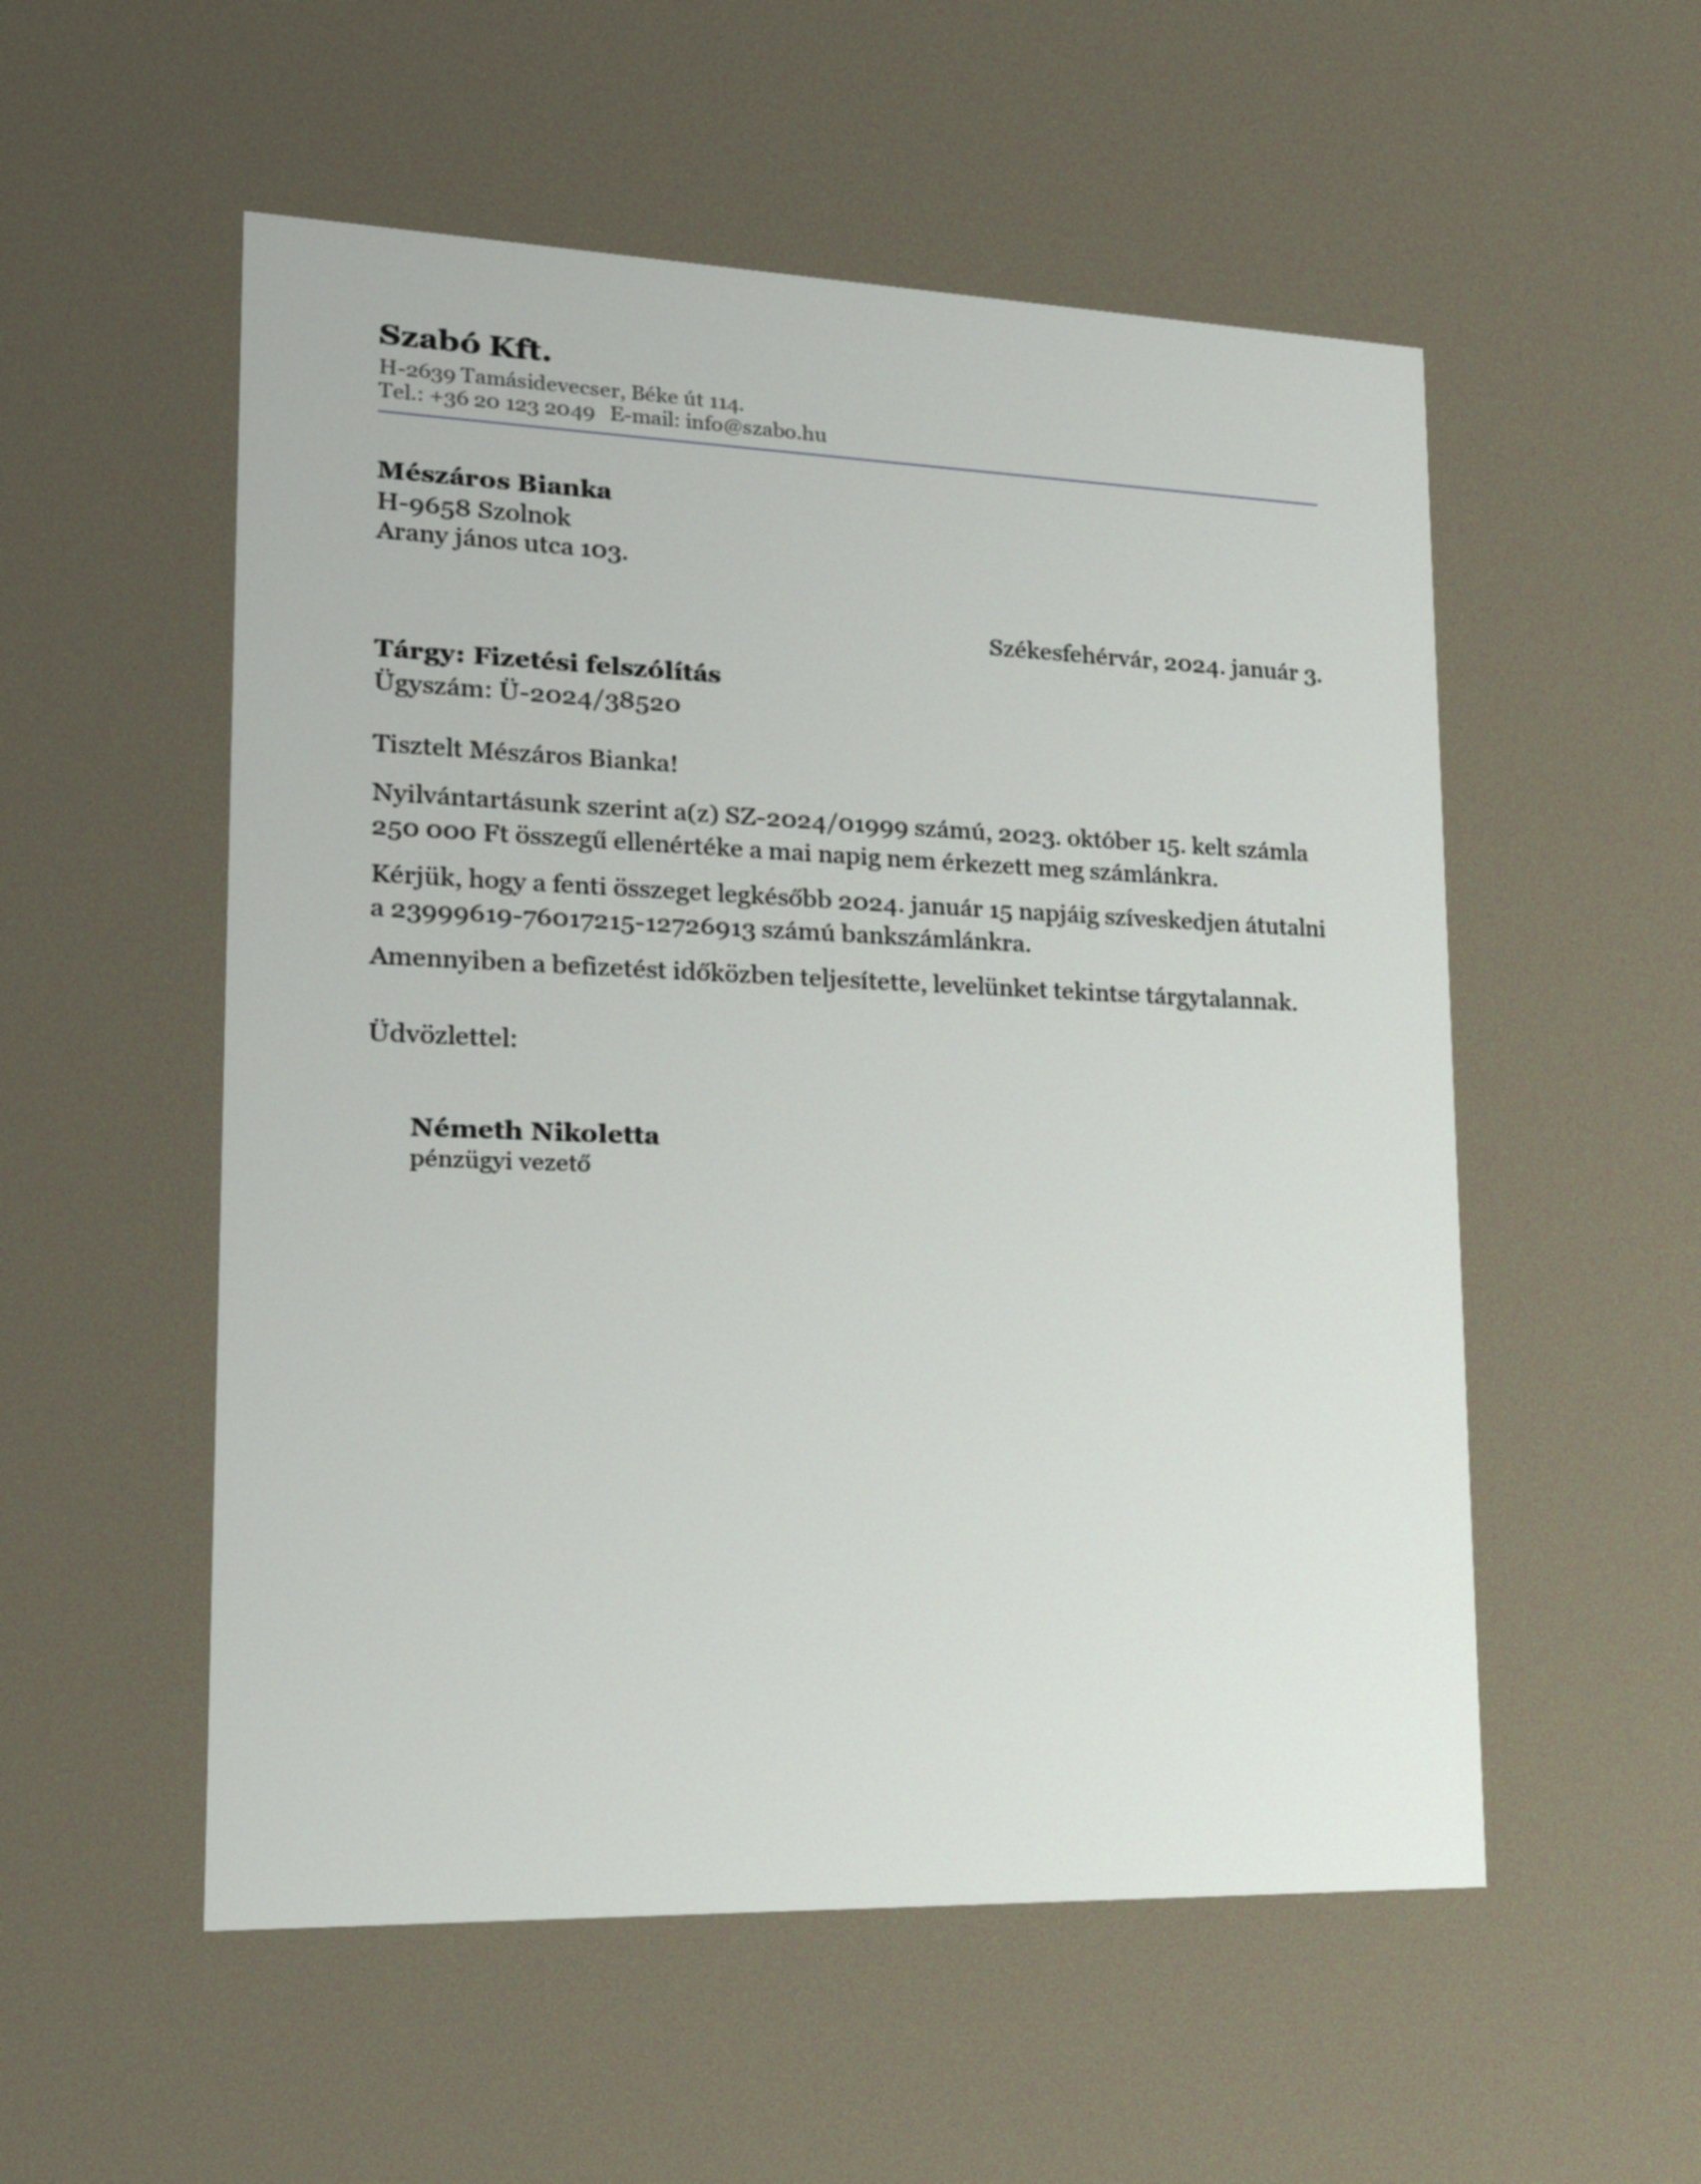 Szabó Kft.
H-2639 Tamásidevecser, Béke út 114.
Tel.: +36 20 123 2049 E-mail: info@szabo.hu
Mészáros Bianka
H-9658 Szolnok
Arany jános utca 103.
Székesfehérvár, 2024. január 3.
Tárgy: Fizetési felszólítás
Ügyszám: Ü-2024/38520
Tisztelt Mészáros Bianka!
Nyilvántartásunk szerint a(z) SZ-2024/01999 számú, 2023. október 15. kelt számla
250 000 Ft összegű ellenértéke a mai napig nem érkezett meg számlánkra.
Kérjük, hogy a fenti összeget legkésőbb 2024. január 15 napjáig szíveskedjen átutalni
a 23999619-76017215-12726913 számú bankszámlánkra.
Amennyiben a befizetést időközben teljesítette, levelünket tekintse tárgytalannak.
Üdvözlettel:
Németh Nikoletta
pénzügyi vezető